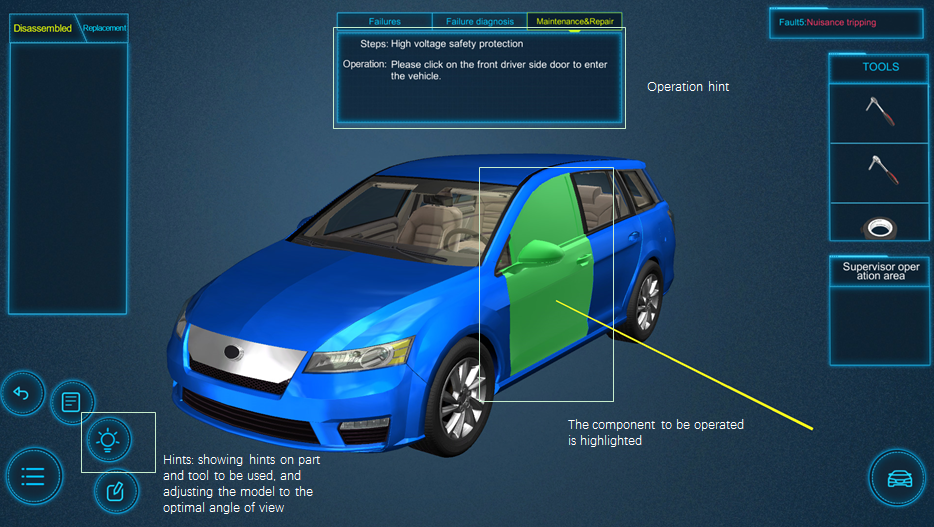 Disassembled
Replacement
Failures
Failure diagnosis
Maintenance&Repair
Steps: High voltage safety protection
Operation: Please click on the front driver side door to enter
the vehicle.
Operation hint
Fault5:Nuisance tripping
TOOLS
Supervisor oper
ation area
The component to be operated
is highlighted
Hints: showing hints on part
and tool to be used, and
adjusting the model to the
optimal angle of view